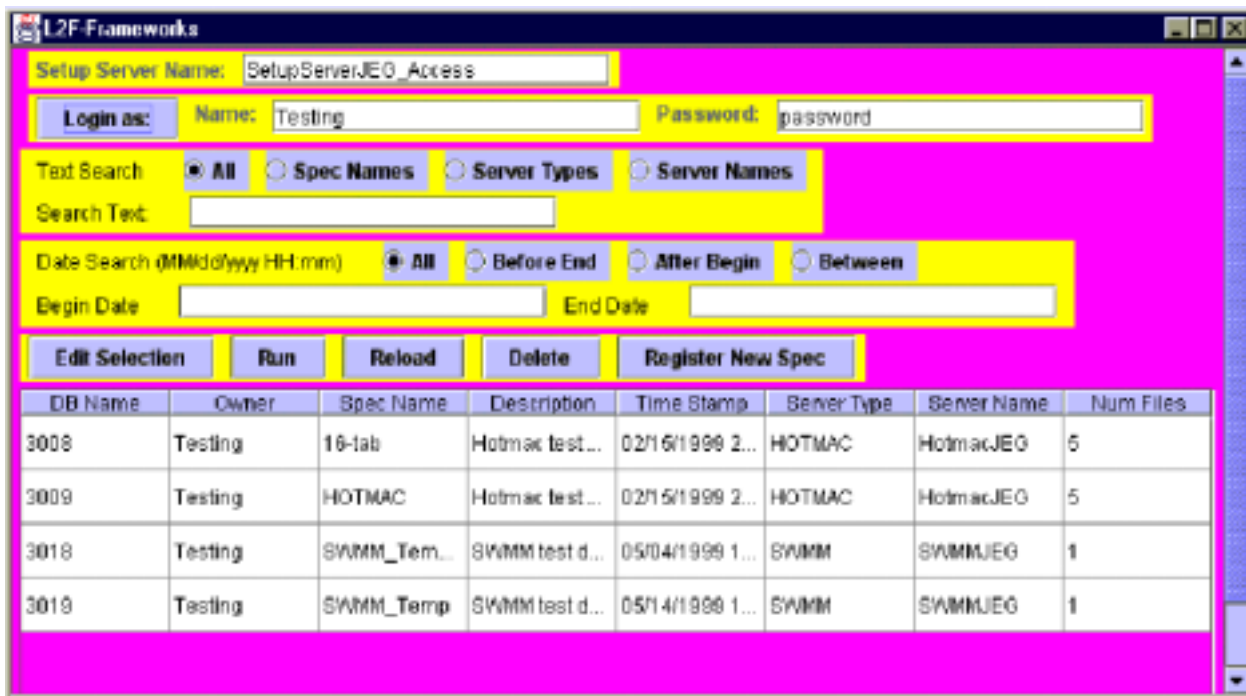 L2F-Frameworks
Setup Server Name: SetupServerJEG_Access
Login as: Name: Testing Password: password
Text Search All Spec Names Server Types Server Names
Search Text:
Date Search (MM/dd/yyyy HH:mm) All Before End After Begin Between
Begin Date End Date
Edit Selection Run Reload Delete Register New Spec
DB Name Owner Spec Name Description Time Stamp Server Type Server Name Num Files
3008 Testing 16-tab Hotmac test... 02/15/1999 2... HOTMAC HotmacJEG 5
3009 Testing HOTMAC Hotmac test... 02/15/1999 2... HOTMAC HotmacJEG 5
3018 Testing SWMM_Tem... SWMM test d... 05/04/1999 1... SWMM SWMMJEG 1
3019 Testing SWMM_Temp SWMM test d... 05/14/1999 1... SWMM SWMMJEG 1